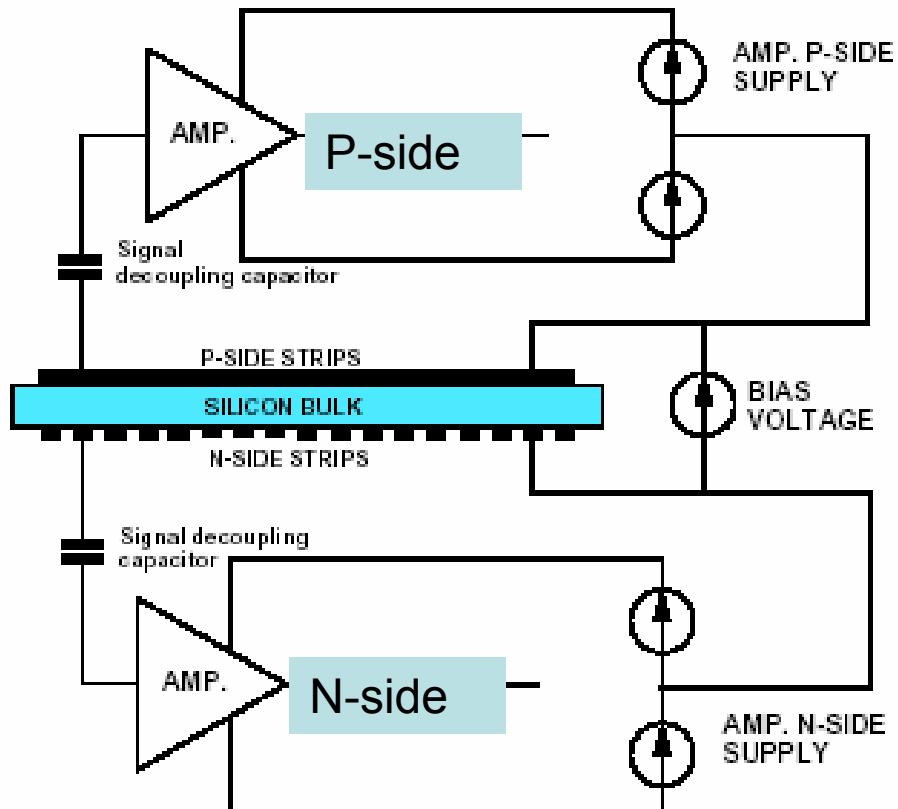 AMP. P-SIDE
SUPPLY
AMP.
P-side
Signal
decoupling capacitor
P-SIDE STRIPS
SILICON BULK
BIAS
VOLTAGE
N-SIDE STRIPS
Signal decoupling
capacitor
AMP.
N-side
AMP. N-SIDE
SUPPLY